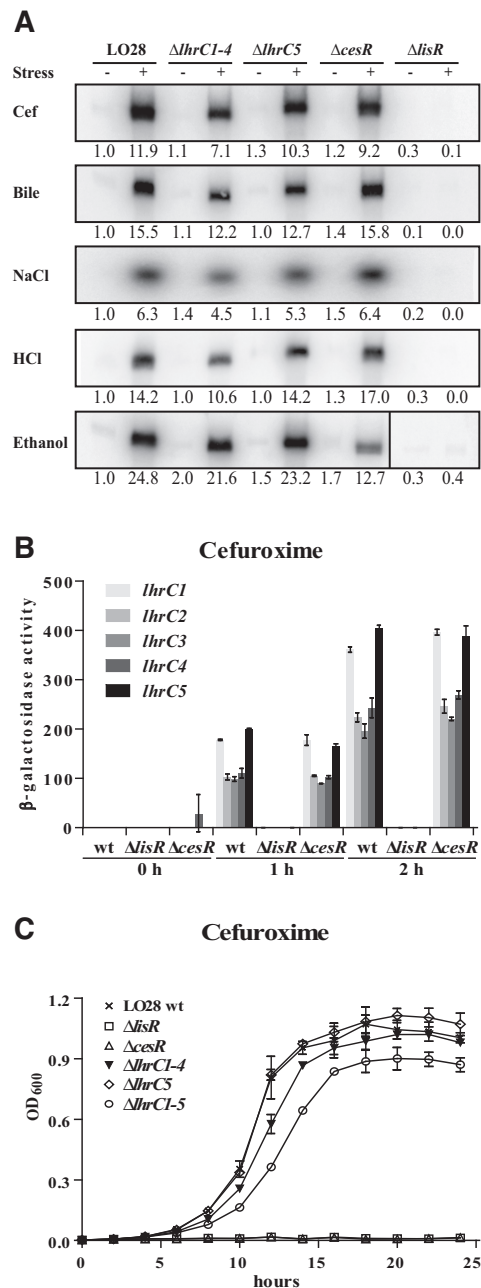 A
LO28 ΔlhrC1-4 ΔlhrC5 ΔcesR ΔlisR
Stress - + - + - + - + - +
Cef
1.0 11.9 1.1 7.1 1.3 10.3 1.2 9.2 0.3 0.1
Bile
1.0 15.5 1.1 12.2 1.0 12.7 1.4 15.8 0.1 0.0
NaCl
1.0 6.3 1.4 4.5 1.1 5.3 1.5 6.4 0.2 0.0
HCl
1.0 14.2 1.0 10.6 1.0 14.2 1.3 17.0 0.3 0.0
Ethanol
1.0 24.8 2.0 21.6 1.5 23.2 1.7 12.7 0.3 0.4
B
Cefuroxime
β-galactosidase activity
500
400
300
200
100
0
lhrC1
lhrC2
lhrC3
lhrC4
lhrC5
wt ΔlisR ΔcesR wt ΔlisR ΔcesR wt ΔlisR ΔcesR
0 h 1 h 2 h
C
Cefuroxime
OD600
1.2
0.9
0.6
0.3
0.0
LO28 wt
ΔlisR
ΔcesR
ΔlhrC1-4
ΔlhrC5
ΔlhrC1-5
0 5 10 15 20 25
hours